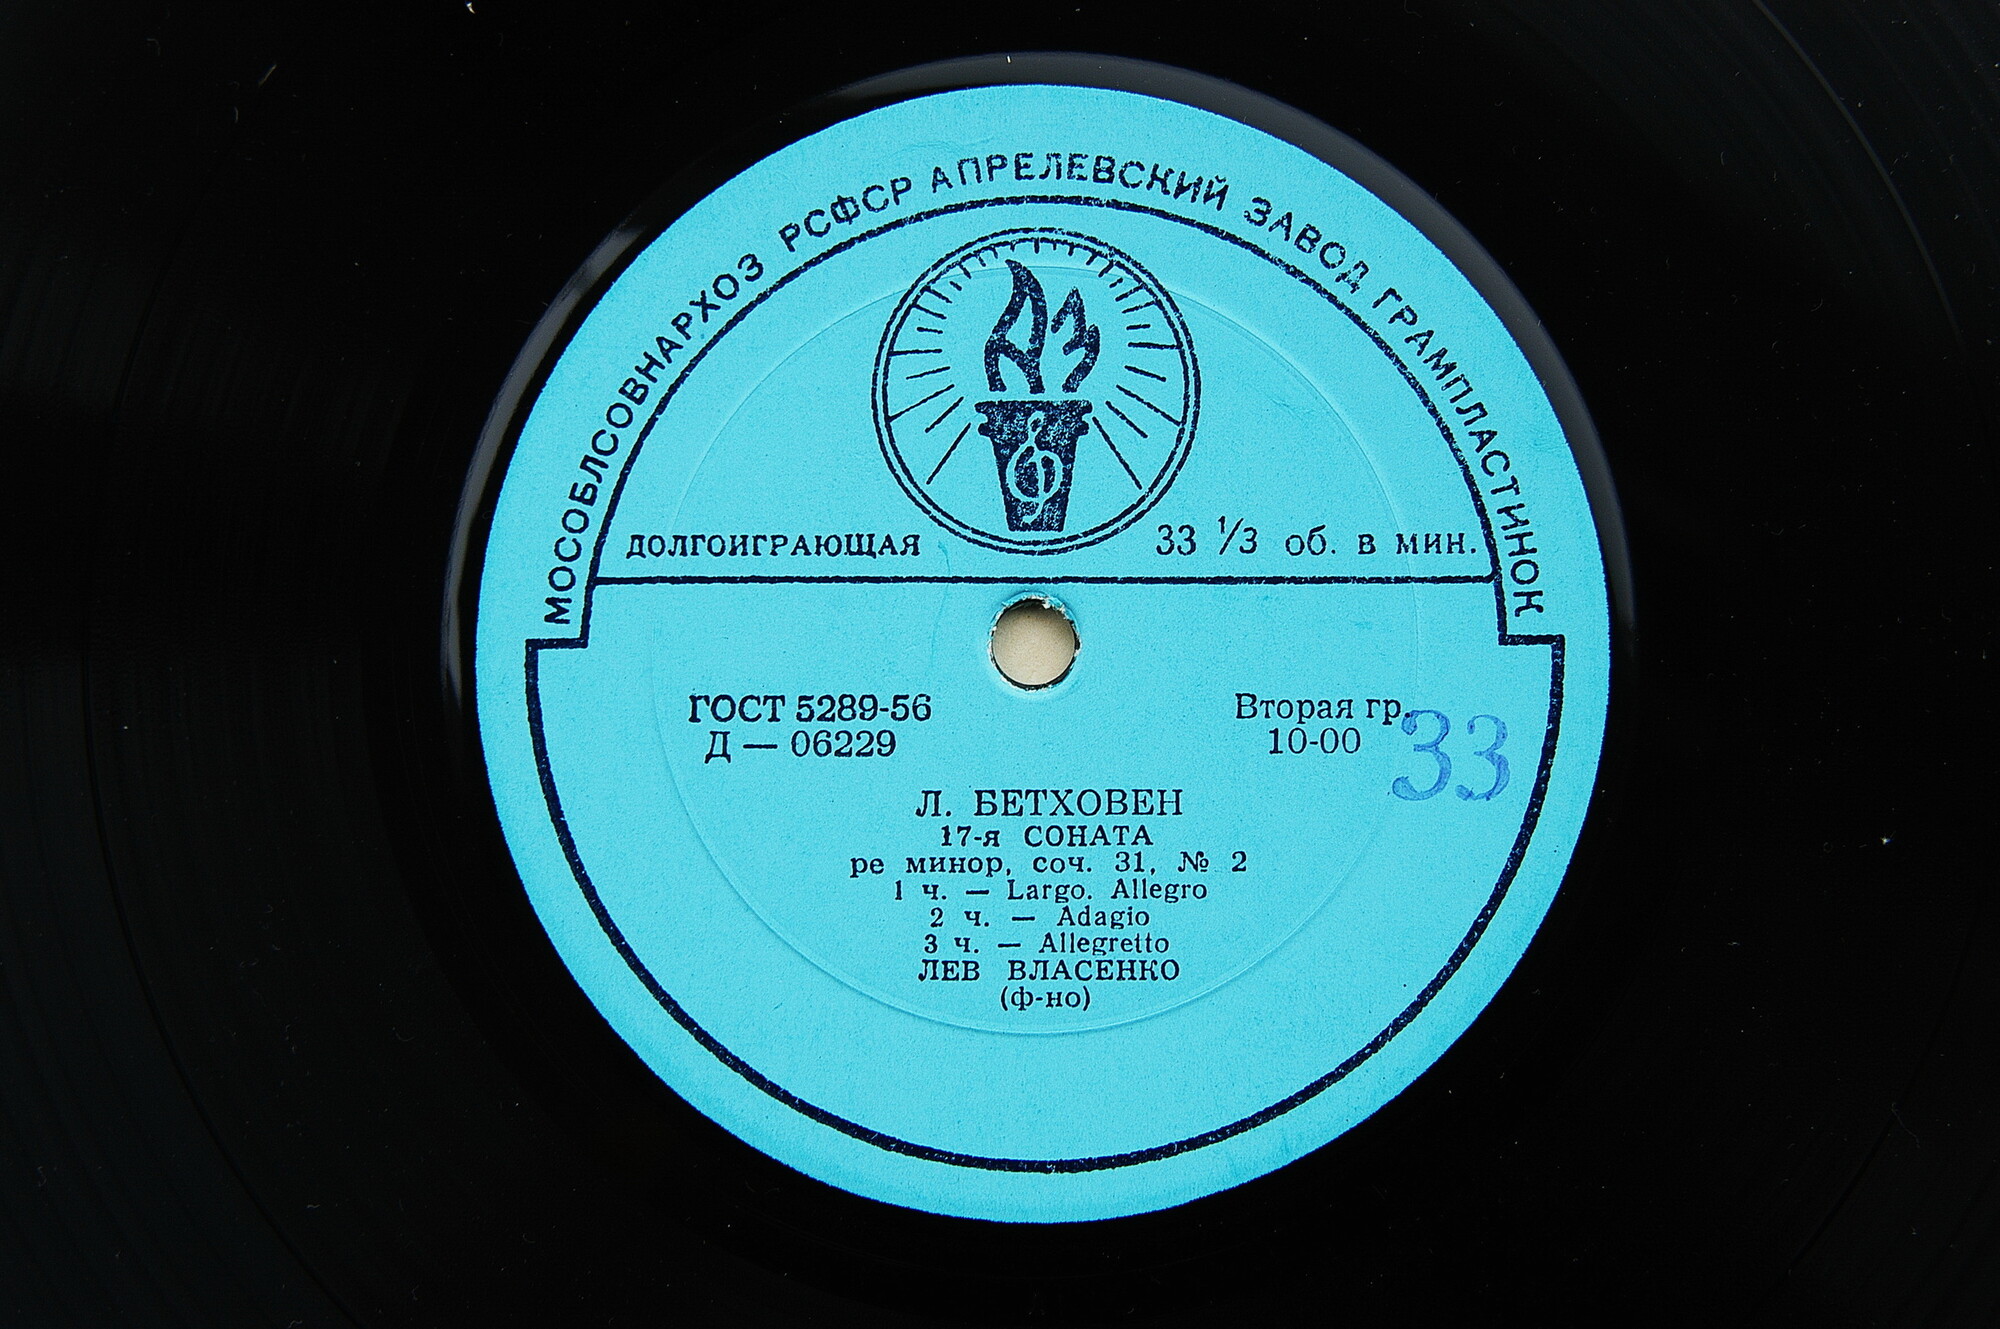 МОСОБЛСОВНАРХОЗ РСФСР АПРЕЛЕВСКИЙ ЗАВОД ГРАМПЛАСТИНОК
АЗ
ДОЛГОИГРАЮЩАЯ 33 1/3 об. в мин.
ГОСТ 5289-56 Вторая гр.
Д — 06229 10-00
33
Л. БЕТХОВЕН
17-я СОНАТА
ре минор, соч. 31, № 2
1 ч. — Largo. Allegro
2 ч. — Adagio
3 ч. — Allegretto
ЛЕВ ВЛАСЕНКО
(ф-но)